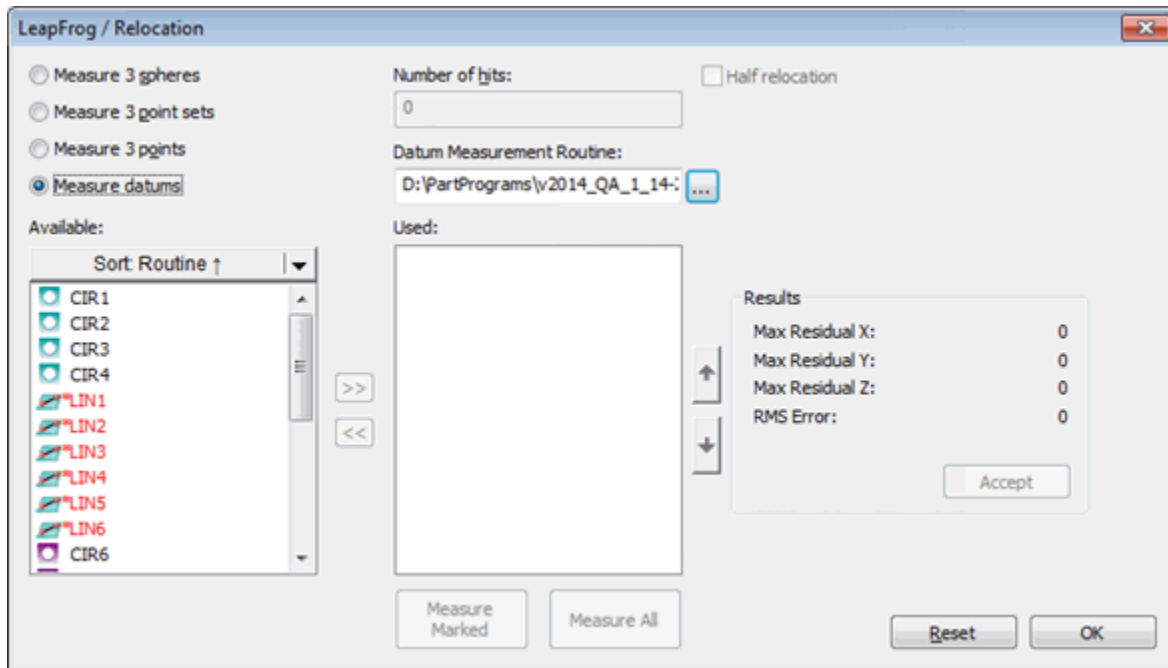 LeapFrog / Relocation
Measure 3 spheres
Measure 3 point sets
Measure 3 points
Measure datums
Number of hits:
0
Half relocation
Datum Measurement Routine:
D:\PartPrograms\v2014_QA_1_14-
...
Available:
Sort: Routine ↑
CIR1
CIR2
CIR3
CIR4
*LIN1
*LIN2
*LIN3
*LIN4
*LIN5
*LIN6
CIR6
>>
<<
Used:
Measure Marked
Measure All
Results
Max Residual X: 0
Max Residual Y: 0
Max Residual Z: 0
RMS Error: 0
Accept
Reset
OK